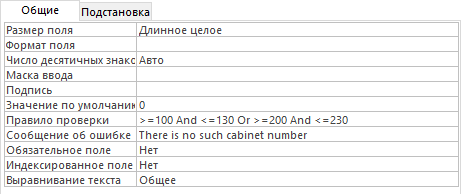 Общие Подстановка
Размер поля Длинное целое
Формат поля
Число десятичных знако Авто
Маска ввода
Подпись
Значение по умолчанию 0
Правило проверки >=100 And <=130 Or >=200 And <=230
Сообщение об ошибке There is no such cabinet number
Обязательное поле Нет
Индексированное поле Нет
Выравнивание текста Общее